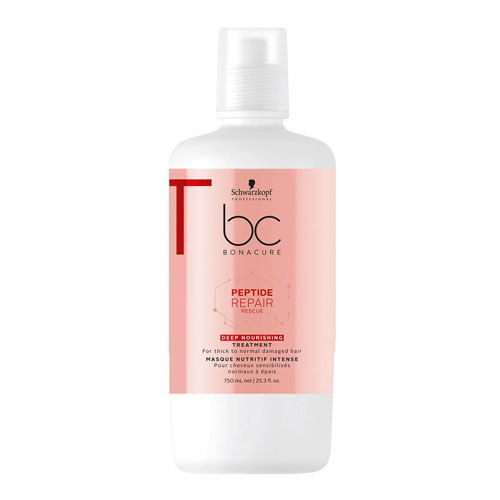 T
Schwarzkopf
PROFESSIONAL
bc
BONACURE
PEPTIDE
REPAIR
RESCUE
DEEP NOURISHING
TREATMENT
For thick to normal damaged hair
MASQUE NUTRITIF INTENSE
Pour cheveux sensibilisés
normaux à épais
750 mL net | 25.3 fl. oz.